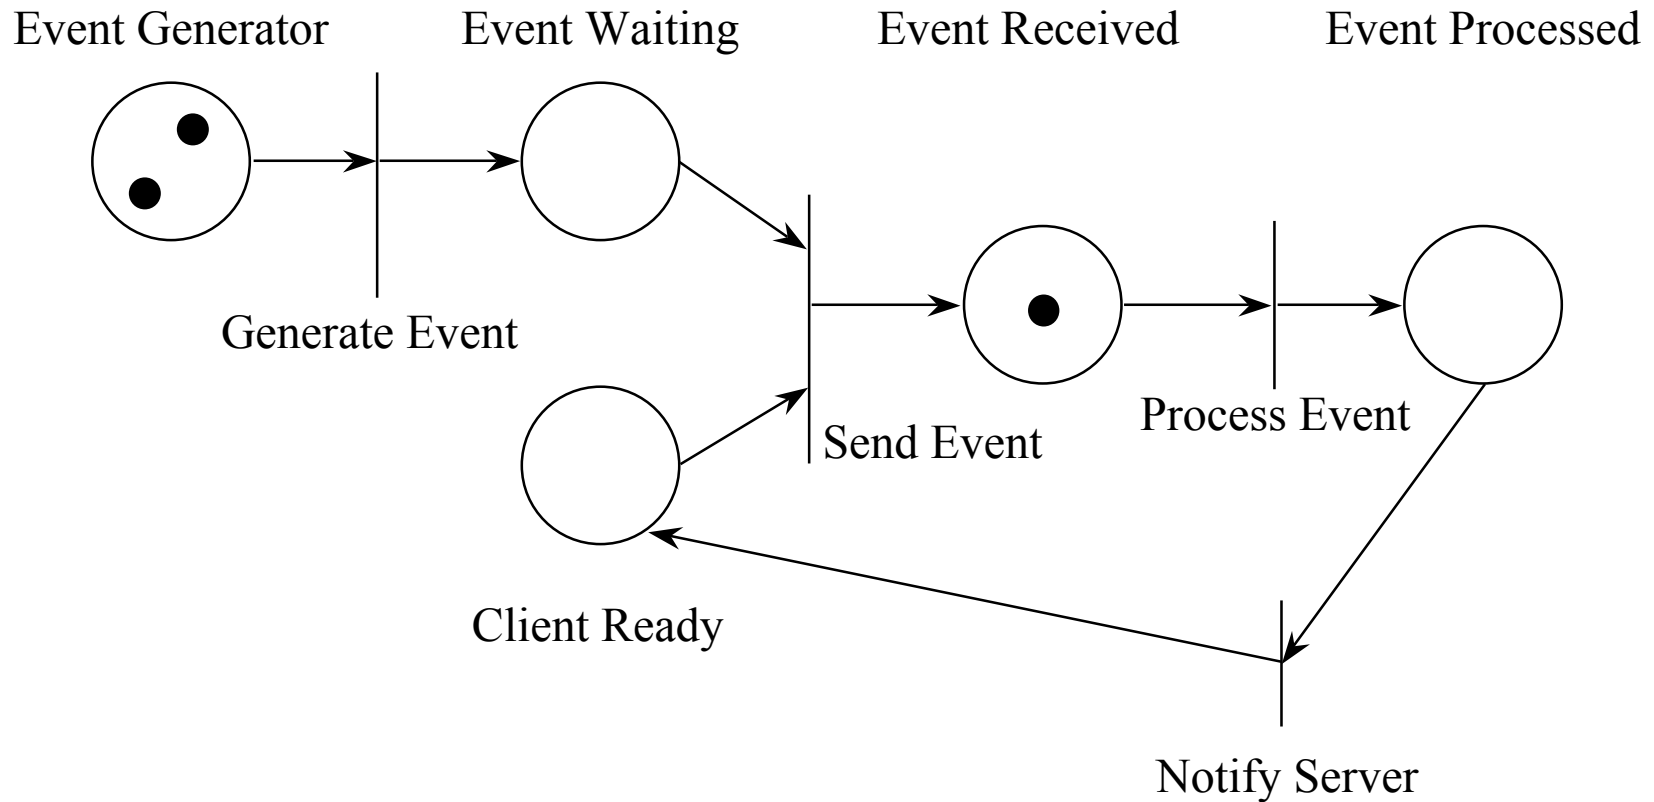 Event Generator
Event Waiting
Event Received
Event Processed
Generate Event
Process Event
Send Event
Client Ready
Notify Server